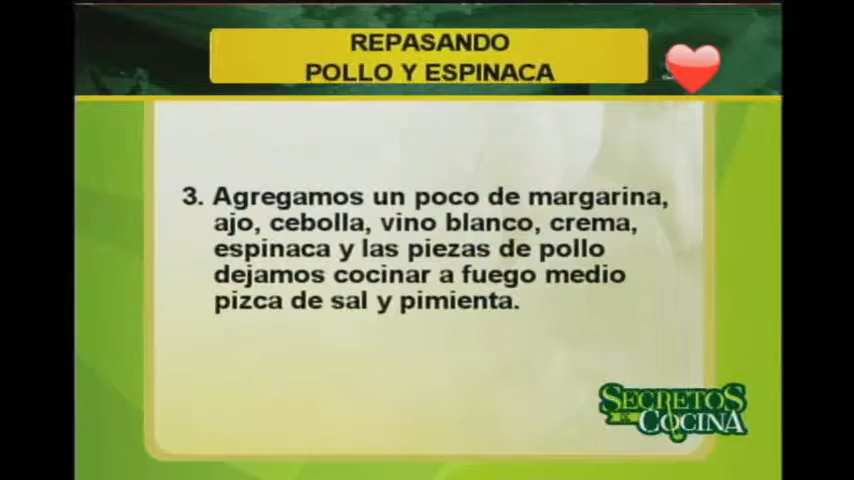 REPASANDO
POLLO Y ESPINACA
3. Agregamos un poco de margarina,
ajo, cebolla, vino blanco, crema,
espinaca y las piezas de pollo
dejamos cocinar a fuego medio
pizca de sal y pimienta.
SECRETOS
DE COCINA